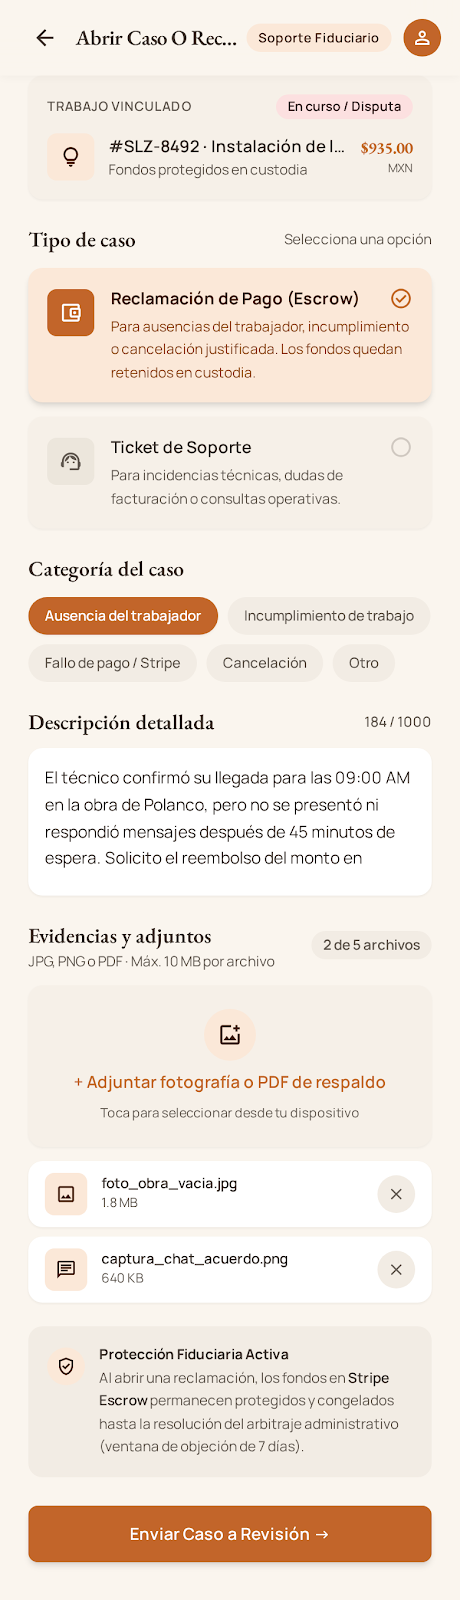 Abrir Caso O Rec...
Soporte Fiduciario
TRABAJO VINCULADO
En curso / Disputa
#SLZ-8492 · Instalación de l...
$935.00
Fondos protegidos en custodia
MXN
Tipo de caso
Selecciona una opción
Reclamación de Pago (Escrow)
Para ausencias del trabajador, incumplimiento
o cancelación justificada. Los fondos quedan
retenidos en custodia.
Ticket de Soporte
Para incidencias técnicas, dudas de
facturación o consultas operativas.
Categoría del caso
Ausencia del trabajador
Incumplimiento de trabajo
Fallo de pago / Stripe
Cancelación
Otro
Descripción detallada
184 / 1000
El técnico confirmó su llegada para las 09:00 AM
en la obra de Polanco, pero no se presentó ni
respondió mensajes después de 45 minutos de
espera. Solicito el reembolso del monto en
Evidencias y adjuntos
2 de 5 archivos
JPG, PNG o PDF · Máx. 10 MB por archivo
+ Adjuntar fotografía o PDF de respaldo
Toca para seleccionar desde tu dispositivo
foto_obra_vacia.jpg
1.8 MB
captura_chat_acuerdo.png
640 KB
Protección Fiduciaria Activa
Al abrir una reclamación, los fondos en Stripe
Escrow permanecen protegidos y congelados
hasta la resolución del arbitraje administrativo
(ventana de objeción de 7 días).
Enviar Caso a Revisión →